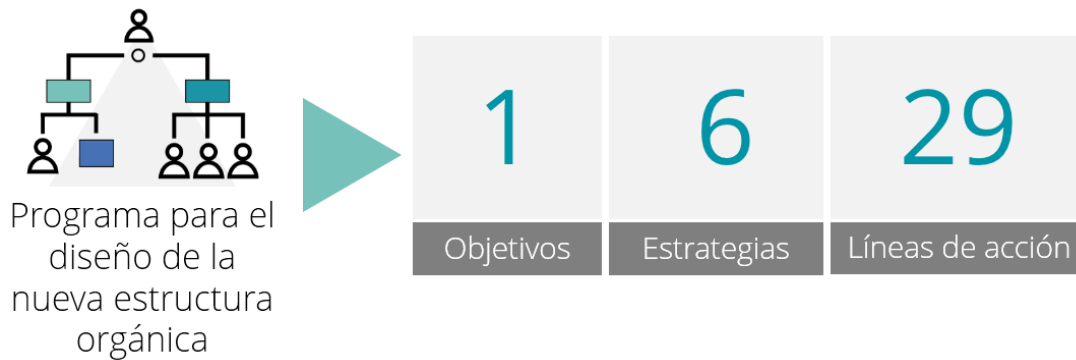 Programa para el
diseño de la
nueva estructura
orgánica
1
6
29
Objetivos
Estrategias
Líneas de acción